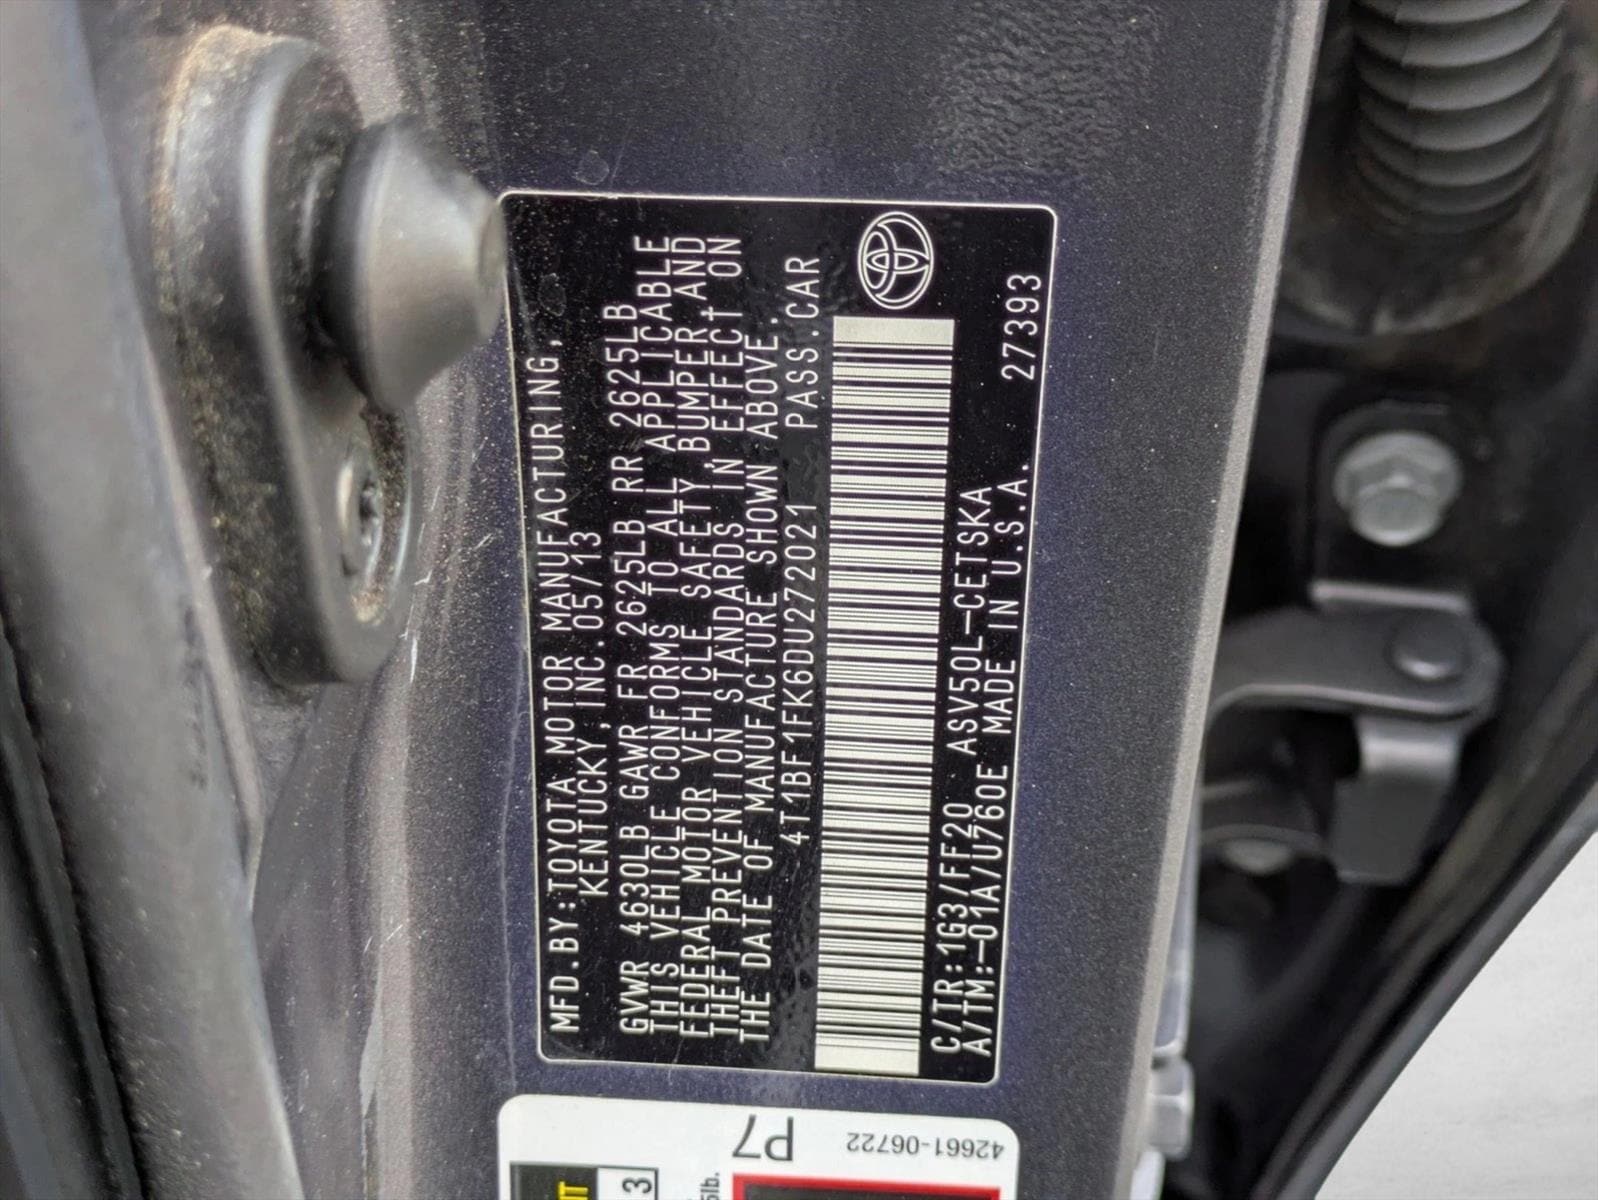 MFD.BY:TOYOTA MOTOR MANUFACTURING,
KENTUCKY, INC.05/13
GVWR 4630LB GAWR FR 2625LB RR 2625LB
THIS VEHICLE CONFORMS TO ALL APPLICABLE
FEDERAL MOTOR VEHICLE SAFETY, BUMPER, AND
THEFT PREVENTION STANDARDS IN EFFECT ON
THE DATE OF MANUFACTURE SHOWN ABOVE.
4T1BF1FK6DU272021 PASS.CAR
C/TR:1G3/FF20 ASV50L-CETSKA
A/TM:-01A/U760E MADE IN U.S.A. 27393
P7
42661-06722
3